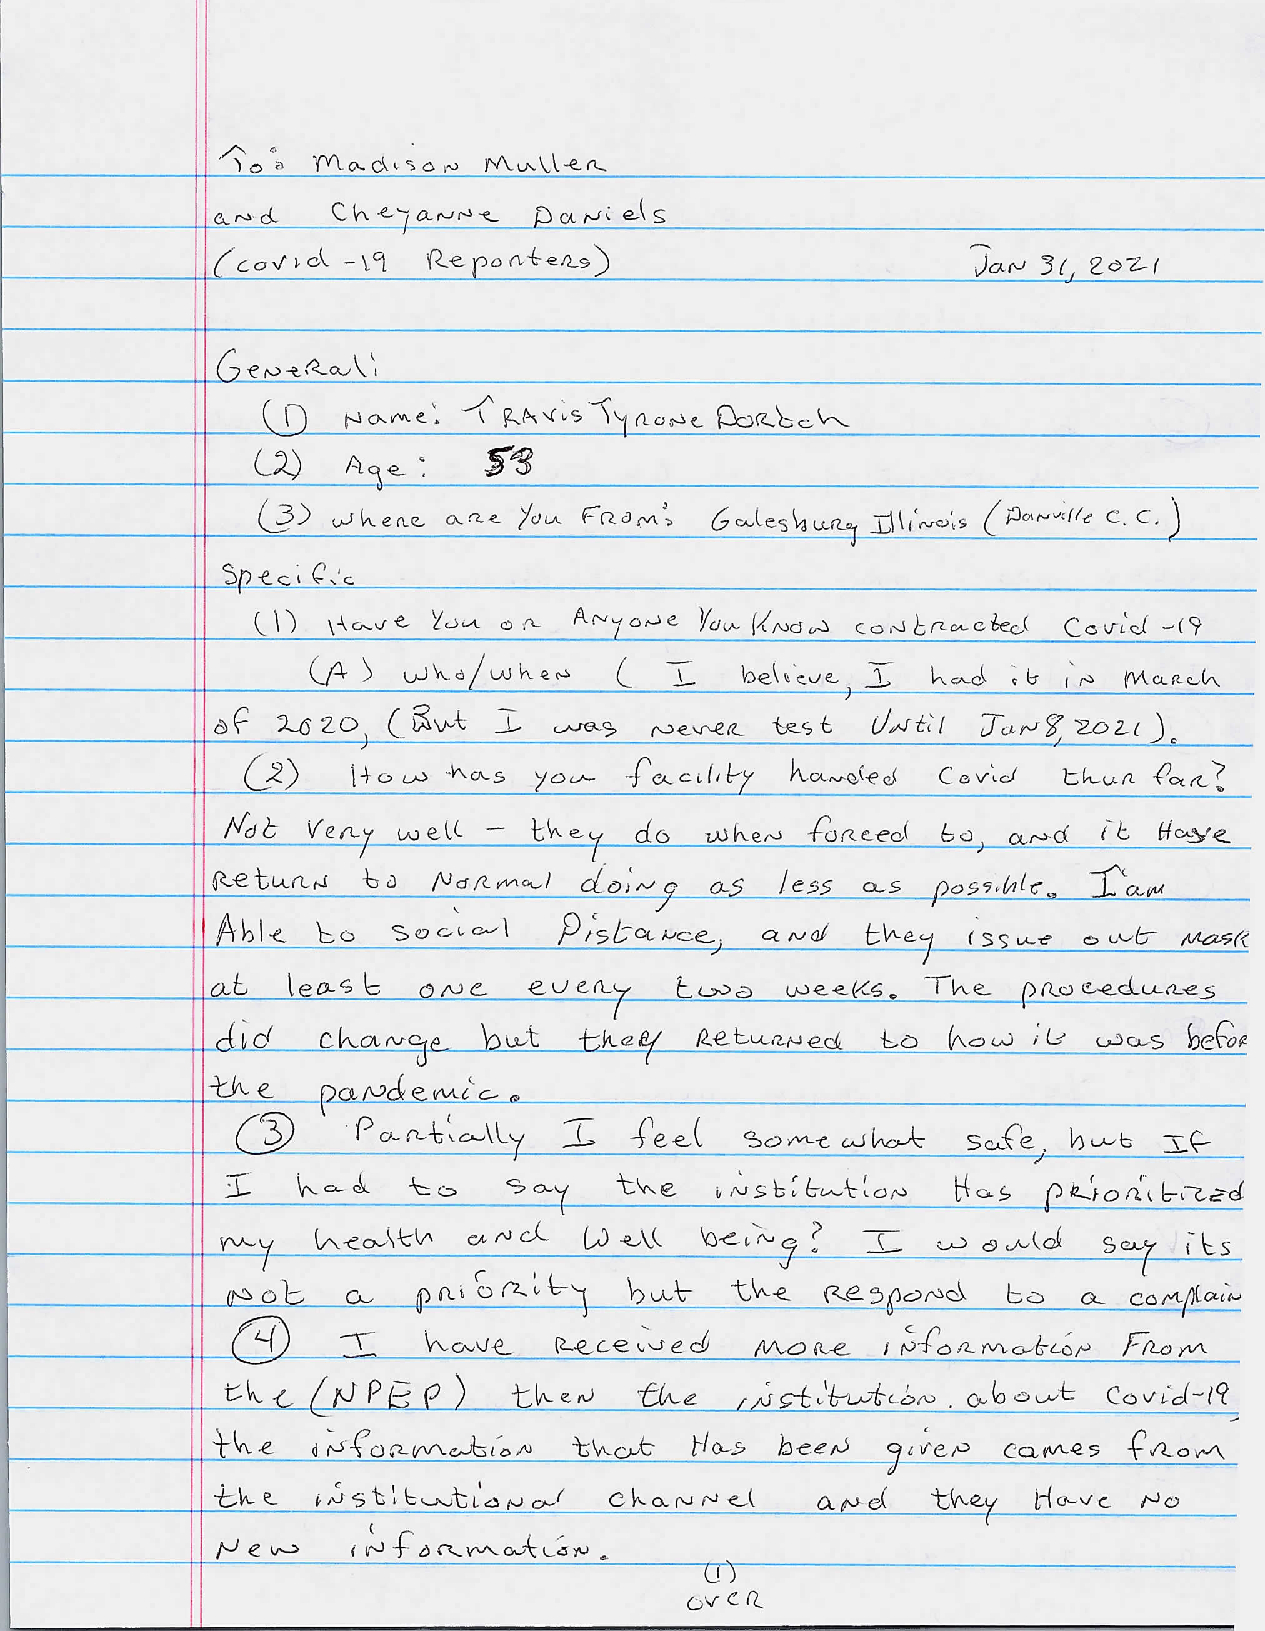 To: Madison Muller
and Cheyanne Daniels
(covid-19 Reporters) Jan 31, 2021
General:
(1) Name: Travis Tyrone Dortch
(2) Age: 53
(3) Where are You From: Galesburg Illinois (Danville C.C.)
Specific
(1) Have You or Anyone You Know contracted Covid-19
(A) who/when ( I believe, I had it in March
of 2020, (But I was never test Until Jan 8, 2021).
(2) How has you facility handed Covid thur far?
Not Very well - they do when forced to, and it Have
Return to Normal doing as less as possible. I'am
Able to social Distance, and they issue out mask
at least one every two weeks. The procedures
did change but they Returned to how it was befor
the pandemic.
(3) Partially I feel somewhat safe, but If
I had to say the institution Has prioritized
my health and Well being? I would say its
Not a priority but the respond to a complain
(4) I have received more information From
the (NPEP) then the institution. about Covid-19,
the information that Has been given cames from
the institutional channel and they Have No
New information.
(1)
over